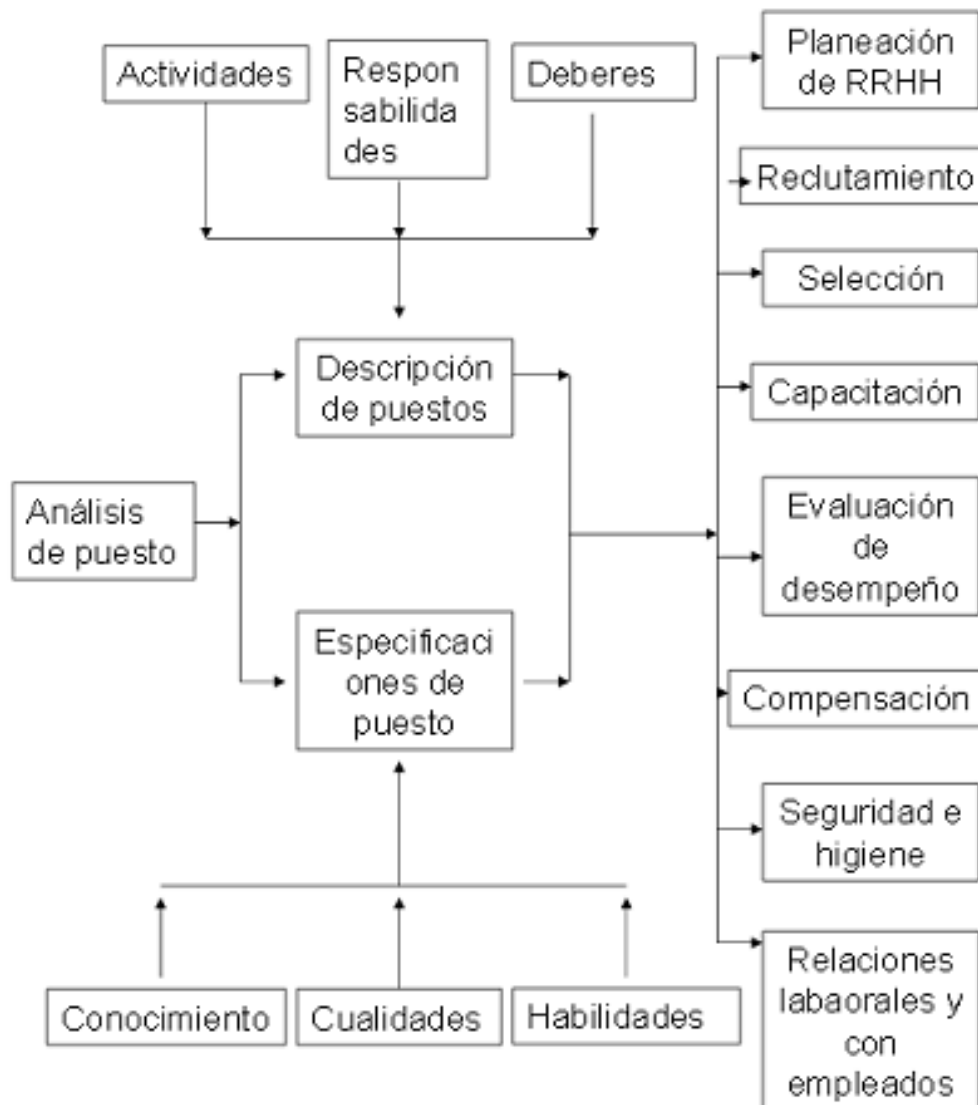 Actividades
Respon
sabilida
des
Deberes
Planeación
de RRHH
Reclutamiento
Selección
Capacitación
Evaluación
de
desempeño
Compensación
Seguridad e
higiene
Relaciones
labaorales y
con
empleados
Descripción
de puestos
Análisis
de puesto
Especificaci
ones de
puesto
Conocimiento
Cualidades
Habilidades